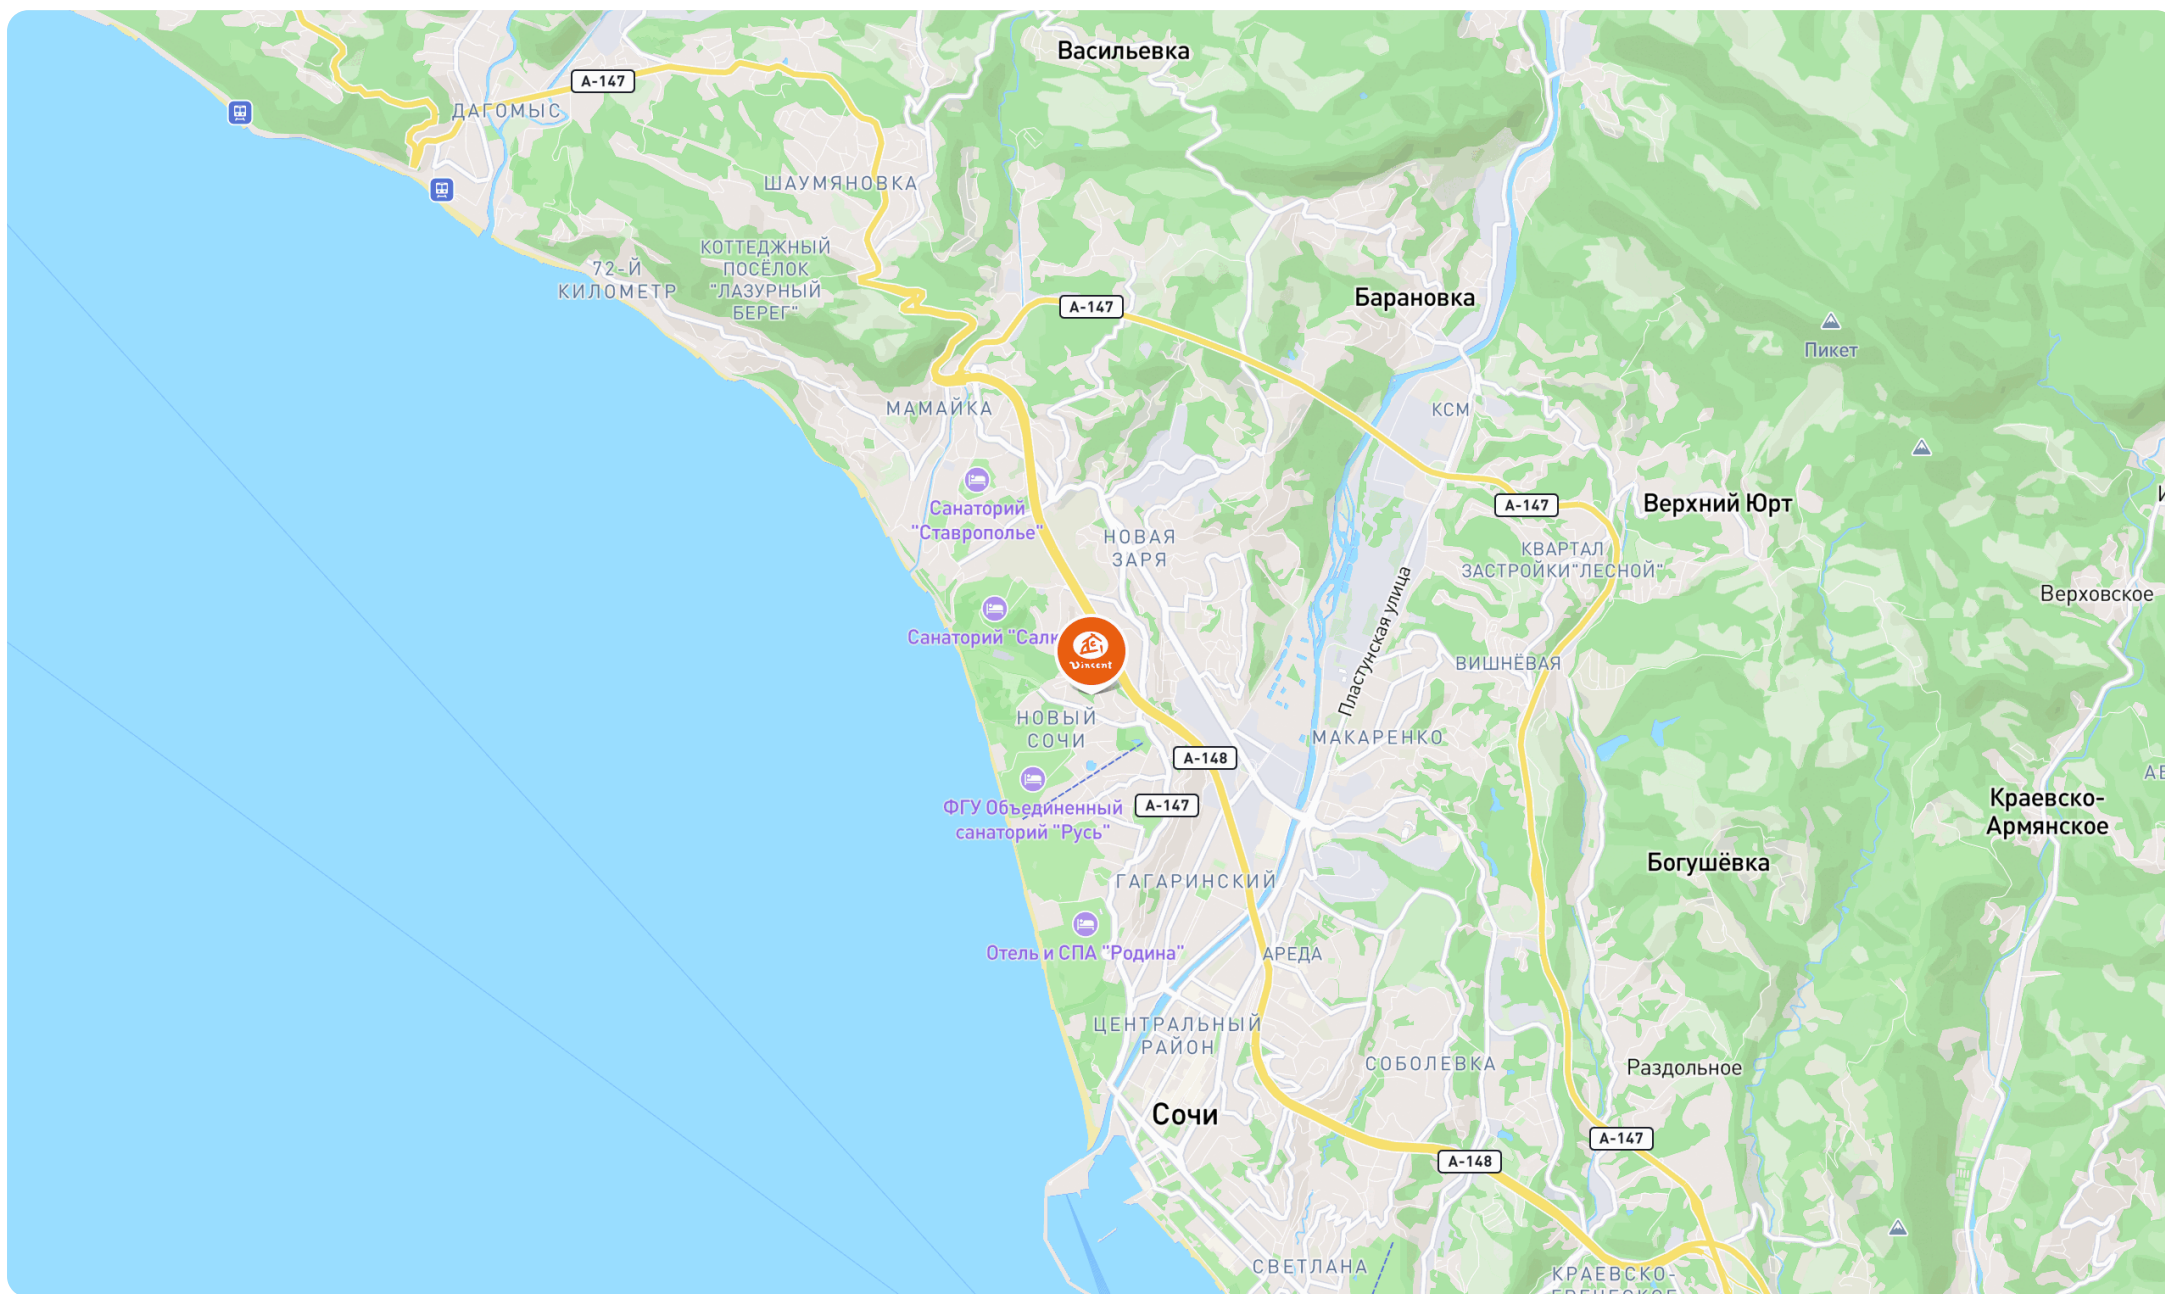 Васильевка
А-147
ДАГОМЫС
ШАУМЯНОВКА
КОТТЕДЖНЫЙ
ПОСЁЛОК
"ЛАЗУРНЫЙ
БЕРЕГ"
72-Й
КИЛОМЕТР
А-147
Барановка
Пикет
МАМАЙКА
КСМ
Санаторий
"Ставрополье"
А-147
Верхний Юрт
НОВАЯ
ЗАРЯ
КВАРТАЛ
ЗАСТРОЙКИ"ЛЕСНОЙ"
Верховское
Санаторий
Vincent
Пластунская улица
ВИШНЁВАЯ
НОВЫЙ
СОЧИ
МАКАРЕНКО
А-148
А-147
ФГУ Объединенный
санаторий "Русь"
Краевско-
Армянское
Богушёвка
ГАГАРИНСКИЙ
Отель и СПА "Родина"
АРЕДА
ЦЕНТРАЛЬНЫЙ
РАЙОН
СОБОЛЕВКА
Раздольное
Сочи
А-147
А-148
СВЕТЛАНА
КРАЕВСКО-